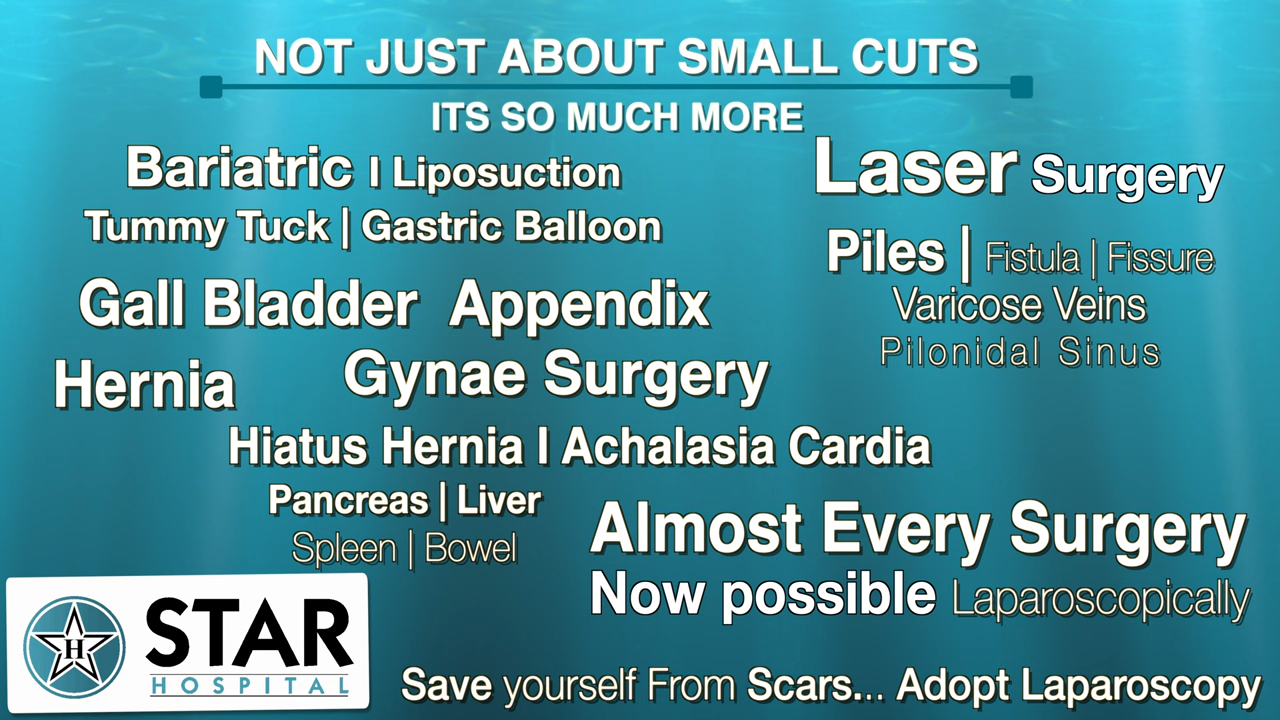 NOT JUST ABOUT SMALL CUTS
ITS SO MUCH MORE
Bariatric | Liposuction
Tummy Tuck | Gastric Balloon
Gall Bladder Appendix
Hernia
Gynae Surgery
Hiatus Hernia | Achalasia Cardia
Pancreas | Liver
Spleen | Bowel
Laser Surgery
Piles | Fistula | Fissure
Varicose Veins
Pilonidal Sinus
Almost Every Surgery
Now possible Laparoscopically
H
STAR
HOSPITAL
Save yourself From Scars... Adopt Laparoscopy